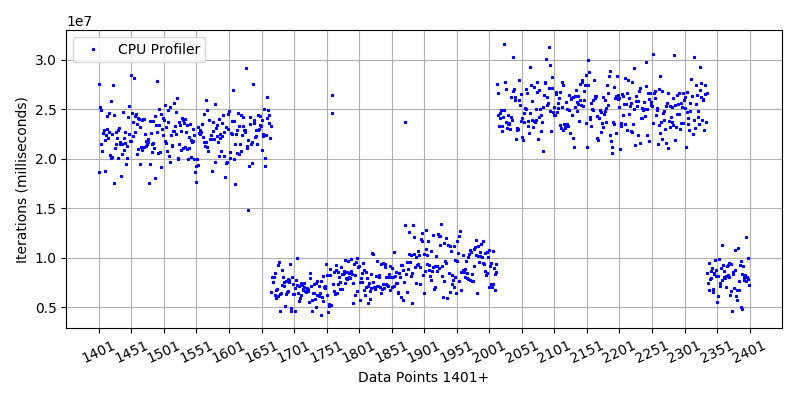 1e7
CPU Profiler
3.0
2.5
2.0
1.5
1.0
0.5
Iterations (milliseconds)
1401 1451 1501 1551 1601 1651 1701 1751 1801 1851 1901 1951 2001 2051 2101 2151 2201 2251 2301 2351 2401
Data Points 1401+